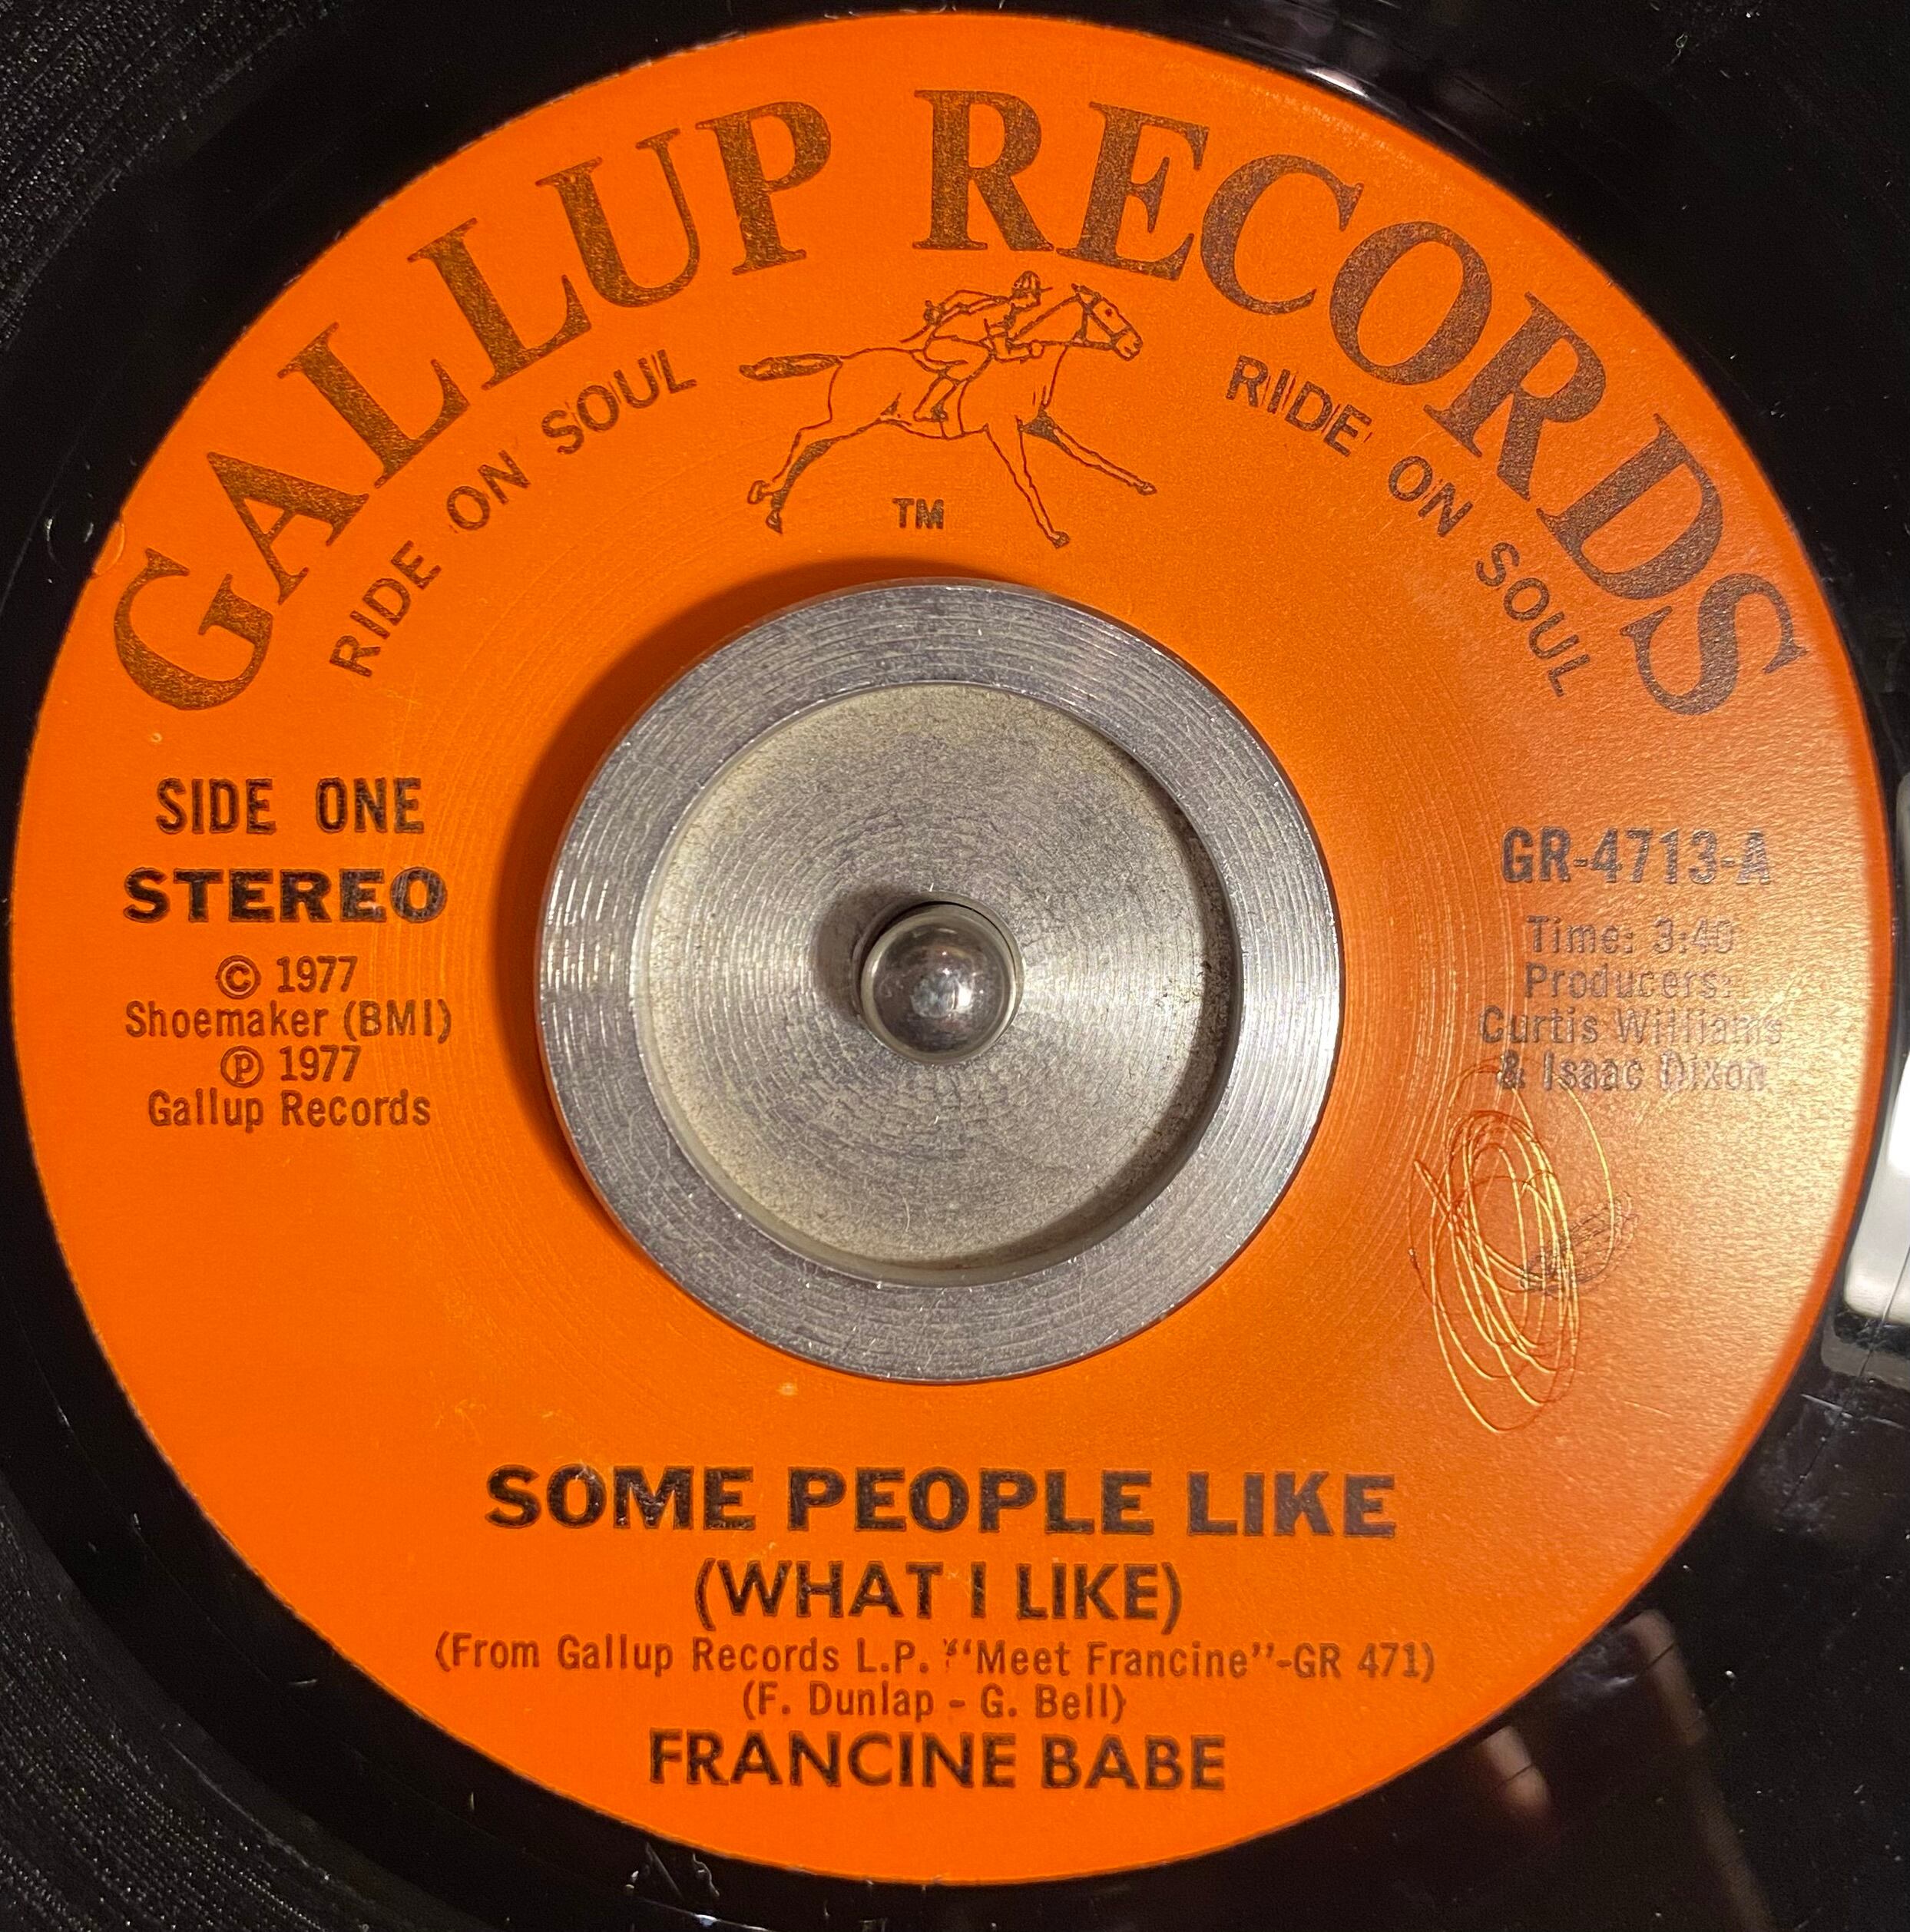 GALLUP RECORDS
RIDE ON SOUL
RIDE ON SOUL
TM
SIDE ONE
STEREO
© 1977
Shoemaker (BMI)
℗ 1977
Gallup Records
GR-4713-A
Time: 3:40
Producers:
Curtis Williams
& Isaac Dixon
SOME PEOPLE LIKE
(WHAT I LIKE)
(From Gallup Records L.P. "Meet Francine"-GR 471)
(F. Dunlap - G. Bell)
FRANCINE BABE